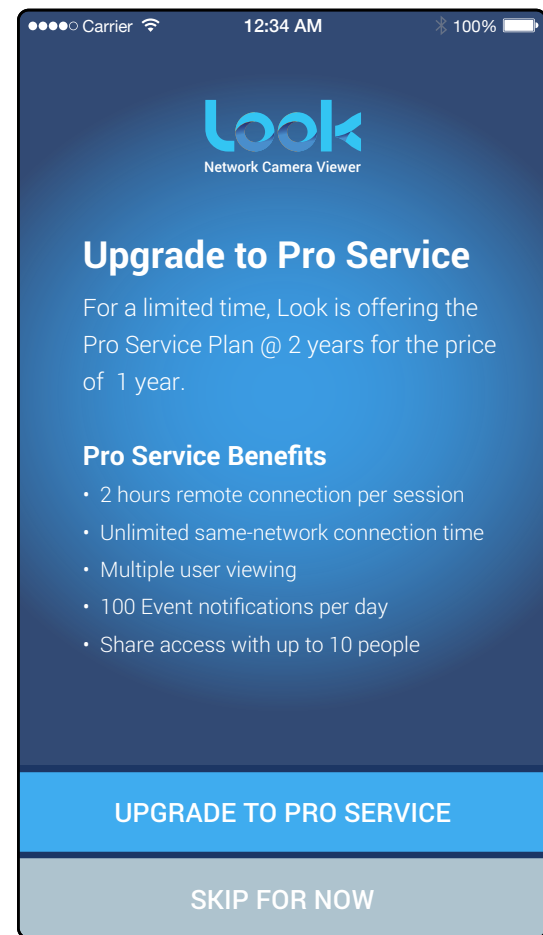 Carrier 12:34 AM 100%
Look
Network Camera Viewer
Upgrade to Pro Service
For a limited time, Look is offering the
Pro Service Plan @ 2 years for the price
of 1 year.
Pro Service Benefits
• 2 hours remote connection per session
• Unlimited same-network connection time
• Multiple user viewing
• 100 Event notifications per day
• Share access with up to 10 people
UPGRADE TO PRO SERVICE
SKIP FOR NOW